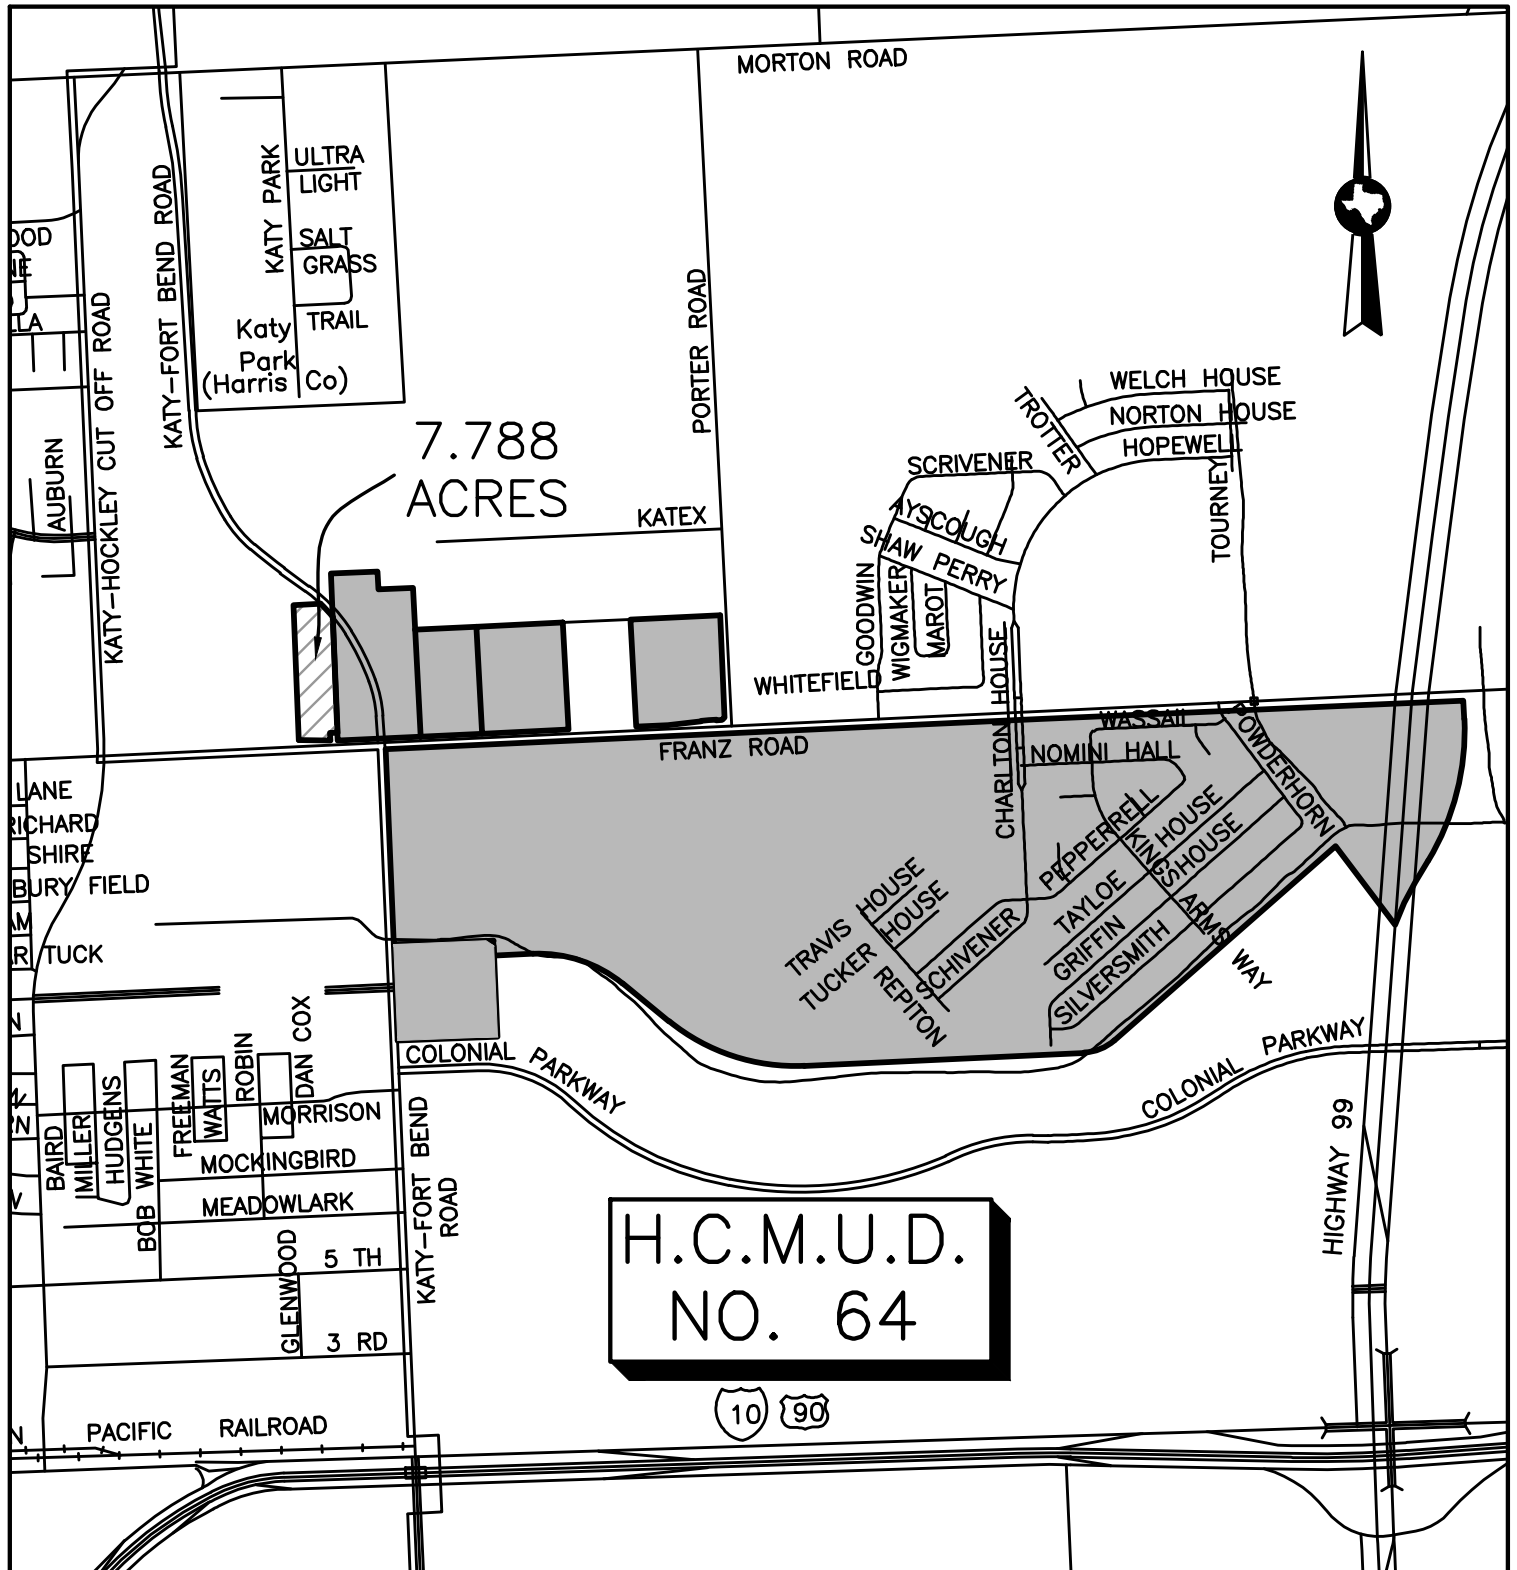 MORTON ROAD
KATY PARK
ULTRA
LIGHT
SALT
GRASS
TRAIL
Katy
Park
(Harris Co)
KATY-FORT BEND ROAD
KATY-HOCKLEY CUT OFF ROAD
LLA
AUBURN
PORTER ROAD
7.788
ACRES
KATEX
WELCH HOUSE
NORTON HOUSE
HOPEWELL
TROTTER
SCRIVENER
AYSCOUGH
SHAW PERRY
TOURNEY
GOODWIN
WIGMAKER
MAROT
WHITEFIELD
CHARLTON HOUSE
FRANZ ROAD
WASSAIL
NOMINI HALL
POWDERHORN
PEPPERRELL
KINGS ARMS WAY
TAYLOE HOUSE
GRIFFIN HOUSE
SILVERSMITH
TRAVIS HOUSE
TUCKER HOUSE
SCHIVENER
REPITON
LANE
RICHARD
SHIRE
BURY FIELD
AM
AR TUCK
N
COLONIAL PARKWAY
COLONIAL PARKWAY
BAIRD
MILLER
HUDGENS
BOB WHITE
FREEMAN
WATTS
ROBIN
DAN COX
MORRISON
MOCKINGBIRD
MEADOWLARK
GLENWOOD
5 TH
3 RD
KATY-FORT BEND
ROAD
HIGHWAY 99
H.C.M.U.D.
NO. 64
10
90
N PACIFIC RAILROAD